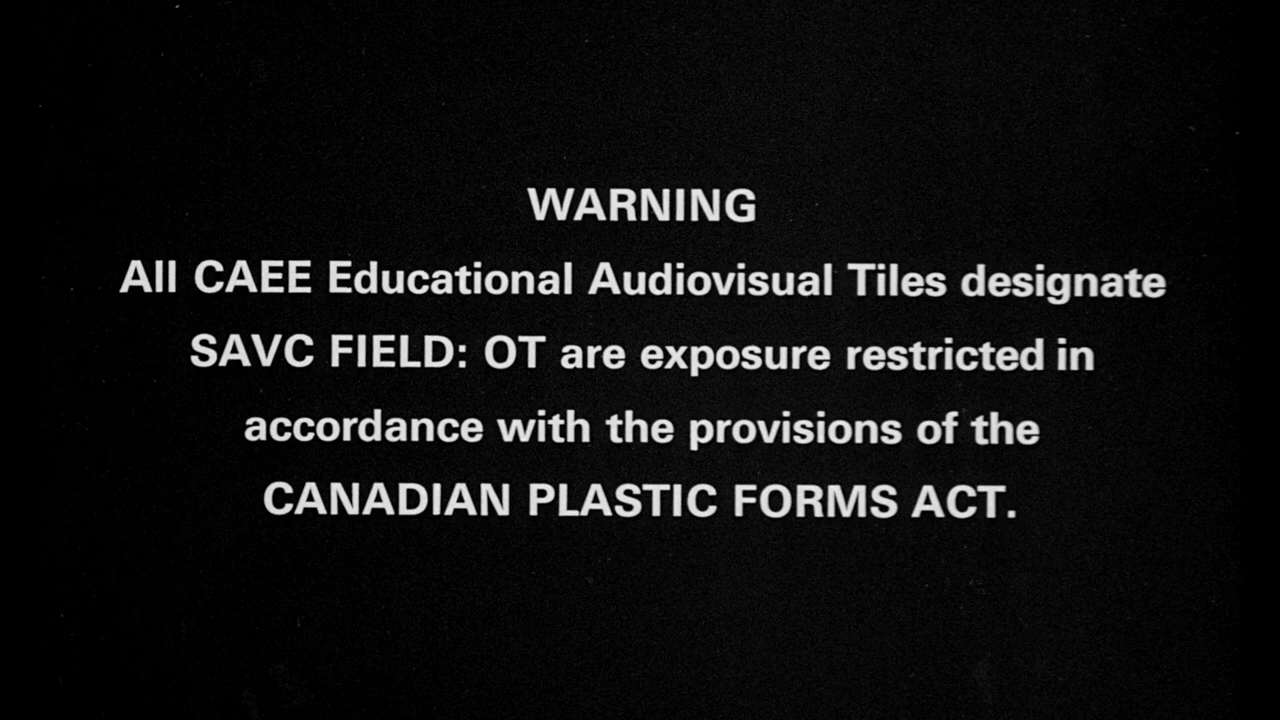 WARNING
All CAEE Educational Audiovisual Tiles designate
SAVC FIELD: OT are exposure restricted in
accordance with the provisions of the
CANADIAN PLASTIC FORMS ACT.